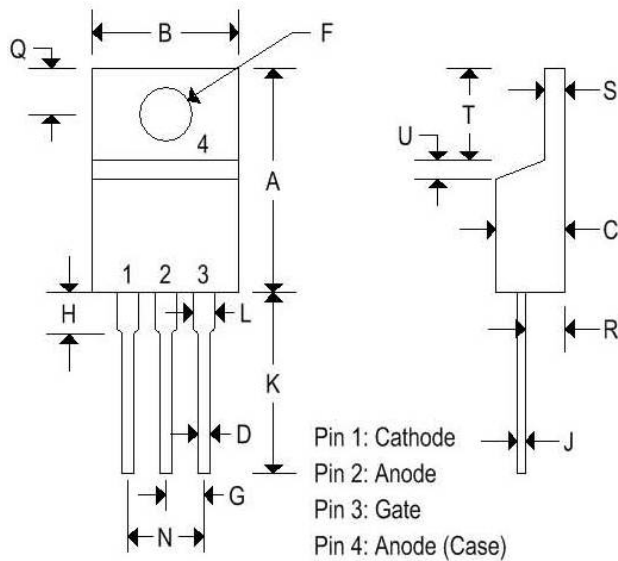 Q
B
F
S
T
4
U
A
C
1 2 3
H
L
R
K
D
J
G
N
Pin 1: Cathode
Pin 2: Anode
Pin 3: Gate
Pin 4: Anode (Case)